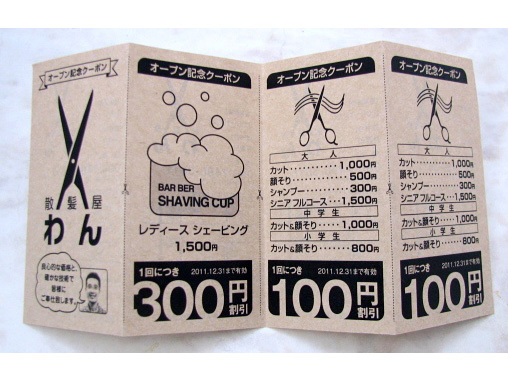 オープン記念クーポン
散髪屋
わん
良心的な価格と、
確かな技術で
皆様に
ご奉仕致します。
オープン記念クーポン
BAR BER
SHAVING CUP
レディース シェービング
1,500円
1回につき 2011.12.31まで有効
300円割引
オープン記念クーポン
大人
カット・・・・・・・・1,000円
顔そり・・・・・・・・・500円
シャンプー・・・・・・300円
シニア フルコース・・・1,500円
中学生
カット&顔そり・・・・1,000円
小学生
カット&顔そり・・・・・・800円
1回につき 2011.12.31まで有効
100円割引
オープン記念クーポン
大人
カット・・・・・・・・1,000円
顔そり・・・・・・・・・500円
シャンプー・・・・・・300円
シニア フルコース・・・1,500円
中学生
カット&顔そり・・・・1,000円
小学生
カット&顔そり・・・・・・800円
1回につき 2011.12.31まで有効
100円割引